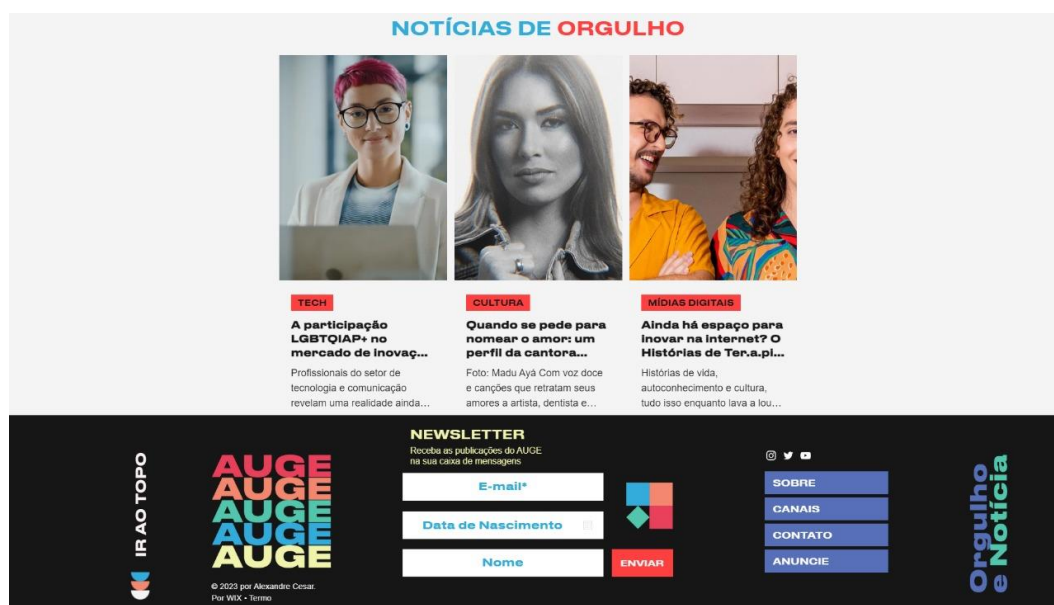 NOTÍCIAS DE ORGULHO
TECH
A participação
LGBTQIAP+ no
mercado de inovaç...
Profissionais do setor de
tecnologia e comunicação
revelam uma realidade ainda...
CULTURA
Quando se pede para
nomear o amor: um
perfil da cantora...
Foto: Madu Ayá Com voz doce
e canções que retratam seus
amores a artista, dentista e...
MÍDIAS DIGITAIS
Ainda há espaço para
inovar na internet? O
Histórias de Ter.a.pi...
Histórias de vida,
autoconhecimento e cultura,
tudo isso enquanto lava a lou...
IR AO TOPO
AUGE
AUGE
AUGE
AUGE
AUGE
© 2023 por Alexandre Cesar.
Por WIX • Termo
NEWSLETTER
Receba as publicações do AUGE
na sua caixa de mensagens
E-mail*
Data de Nascimento
Nome
ENVIAR
SOBRE
CANAIS
CONTATO
ANUNCIE
Orgulho
e Notícia